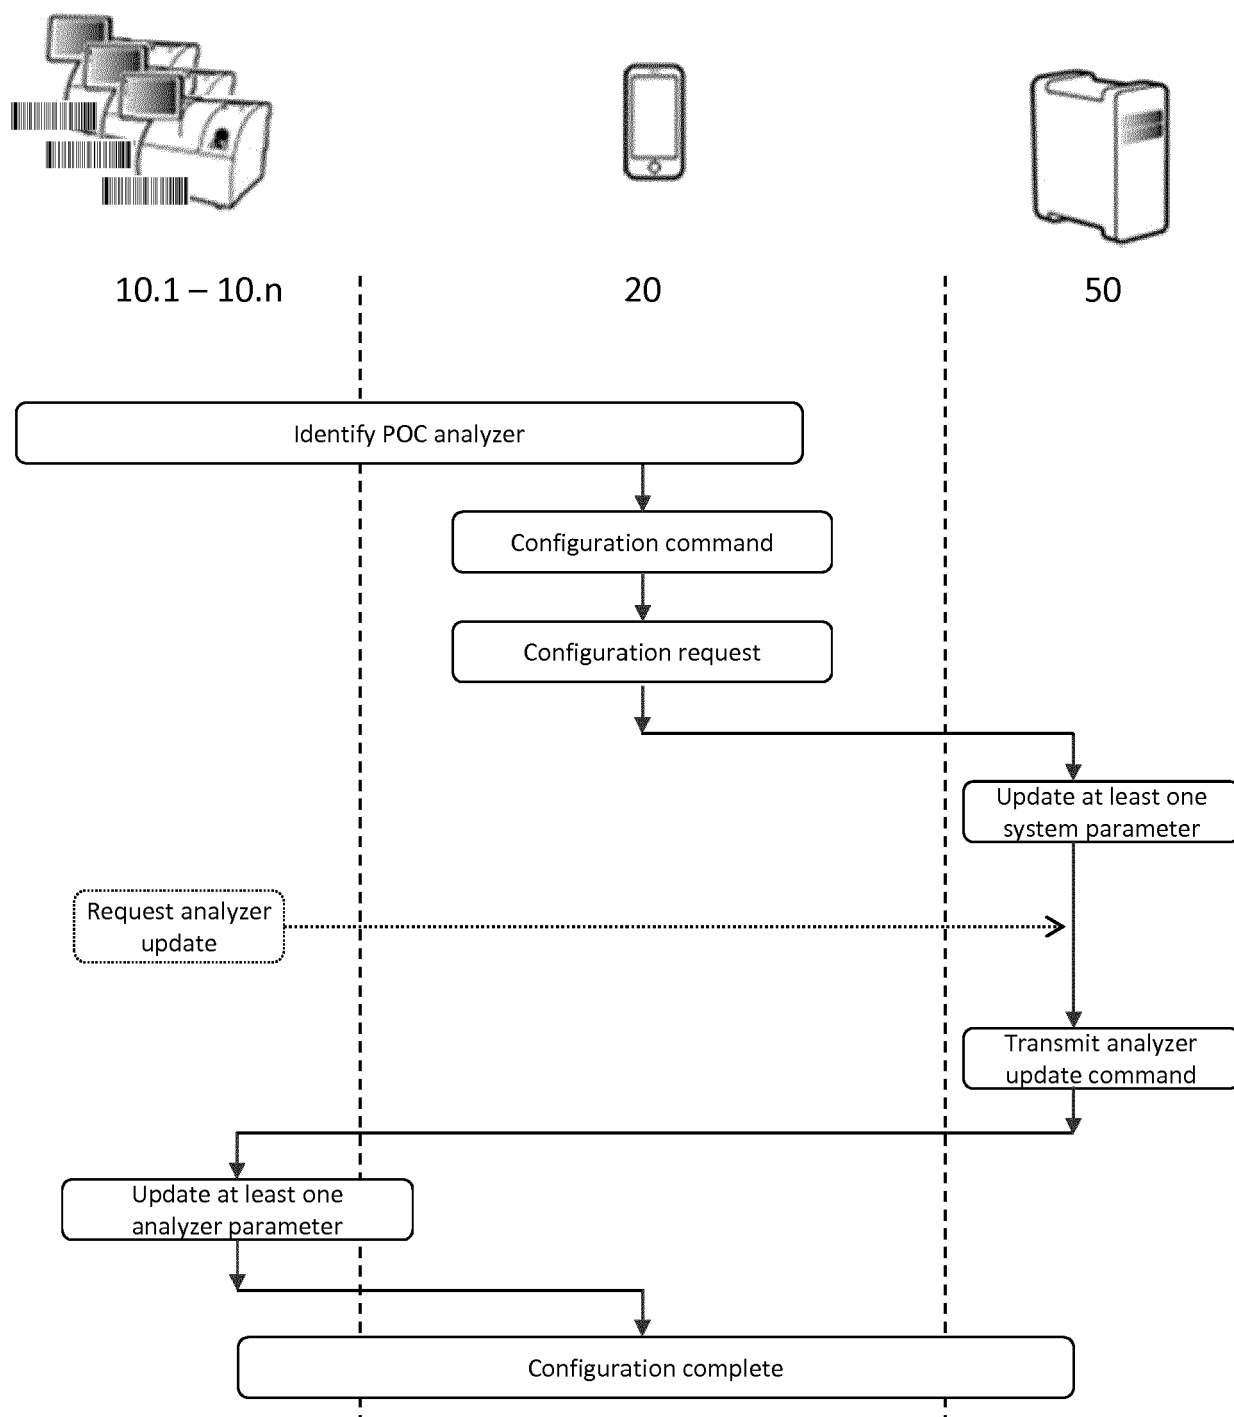 10.1 – 10.n
20
50
Identify POC analyzer
Configuration command
Configuration request
Update at least one
system parameter
Request analyzer
update
Transmit analyzer
update command
Update at least one
analyzer parameter
Configuration complete